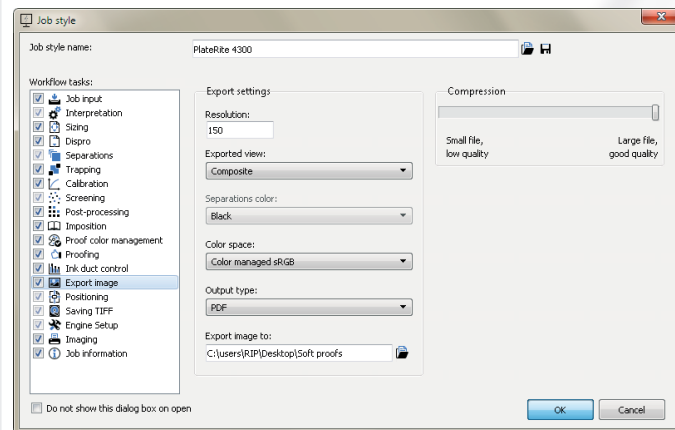 Job style
Job style name:
PlateRite 4300
Workflow tasks:
Job input
Interpretation
Sizing
Dispro
Separations
Trapping
Calibration
Screening
Post-processing
Imposition
Proof color management
Proofing
Ink duct control
Export image
Positioning
Saving TIFF
Engine Setup
Imaging
Job information
Export settings
Resolution:
150
Exported view:
Composite
Separations color:
Black
Color space:
Color managed sRGB
Output type:
PDF
Export image to:
C:\users\RIP\Desktop\Soft proofs
Compression
Small file, Large file,
low quality good quality
Do not show this dialog box on open
OK Cancel